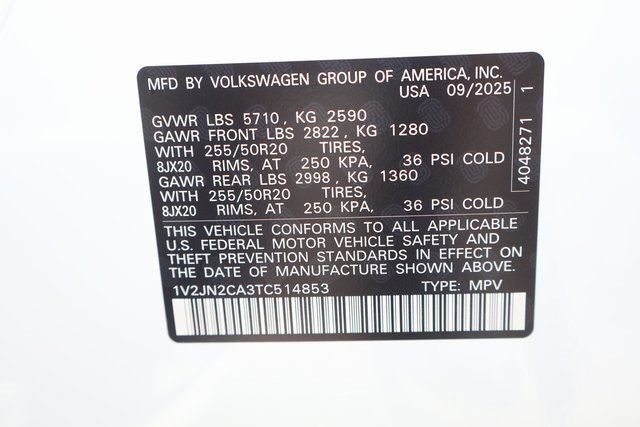 MFD BY VOLKSWAGEN GROUP OF AMERICA, INC.
USA 09/2025
GVWR LBS 5710, KG 2590
GAWR FRONT LBS 2822, KG 1280
WITH 255/50R20 TIRES,
8JX20 RIMS, AT 250 KPA, 36 PSI COLD
GAWR REAR LBS 2998, KG 1360
WITH 255/50R20 TIRES,
8JX20 RIMS, AT 250 KPA, 36 PSI COLD
4048271 1
THIS VEHICLE CONFORMS TO ALL APPLICABLE
U.S. FEDERAL MOTOR VEHICLE SAFETY AND
THEFT PREVENTION STANDARDS IN EFFECT ON
THE DATE OF MANUFACTURE SHOWN ABOVE.
1V2JN2CA3TC514853 TYPE: MPV